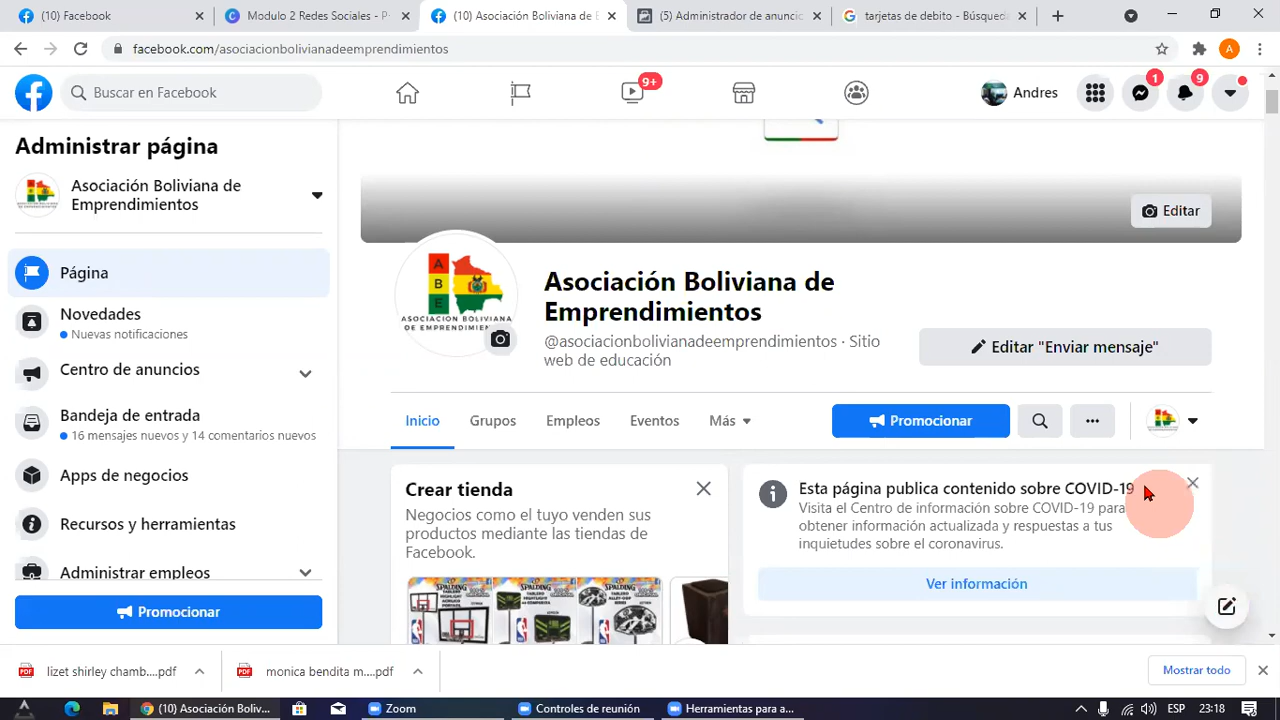 (10) Facebook
Modulo 2 Redes Sociales - P
(10) Asociación Boliviana de E
(5) Administrador de anuncio
tarjetas de debito - Búsqued
facebook.com/asociacionbolivianadeemprendimientos
A
Buscar en Facebook
9+
Andres
1
9
Administrar página
Asociación Boliviana de
Emprendimientos
Página
Novedades
Nuevas notificaciones
Centro de anuncios
Bandeja de entrada
16 mensajes nuevos y 14 comentarios nuevos
Apps de negocios
Recursos y herramientas
Administrar empleos
Promocionar
Editar
A
B
E
ASOCIACION BOLIVIANA
DE EMPRENDIMIENTOS
Asociación Boliviana de
Emprendimientos
@asociacionbolivianadeemprendimientos · Sitio
web de educación
Editar "Enviar mensaje"
Inicio
Grupos
Empleos
Eventos
Más
Promocionar
Crear tienda
Negocios como el tuyo venden sus
productos mediante las tiendas de
Facebook.
SPALDING
SPALDING
SPALDING
Esta página publica contenido sobre COVID-19
Visita el Centro de información sobre COVID-19 para
obtener información actualizada y respuestas a tus
inquietudes sobre el coronavirus.
Ver información
lizet shirley chamb....pdf
monica bendita m....pdf
Mostrar todo
(10) Asociación Boliv...
Zoom
Controles de reunión
Herramientas para a...
ESP
23:18